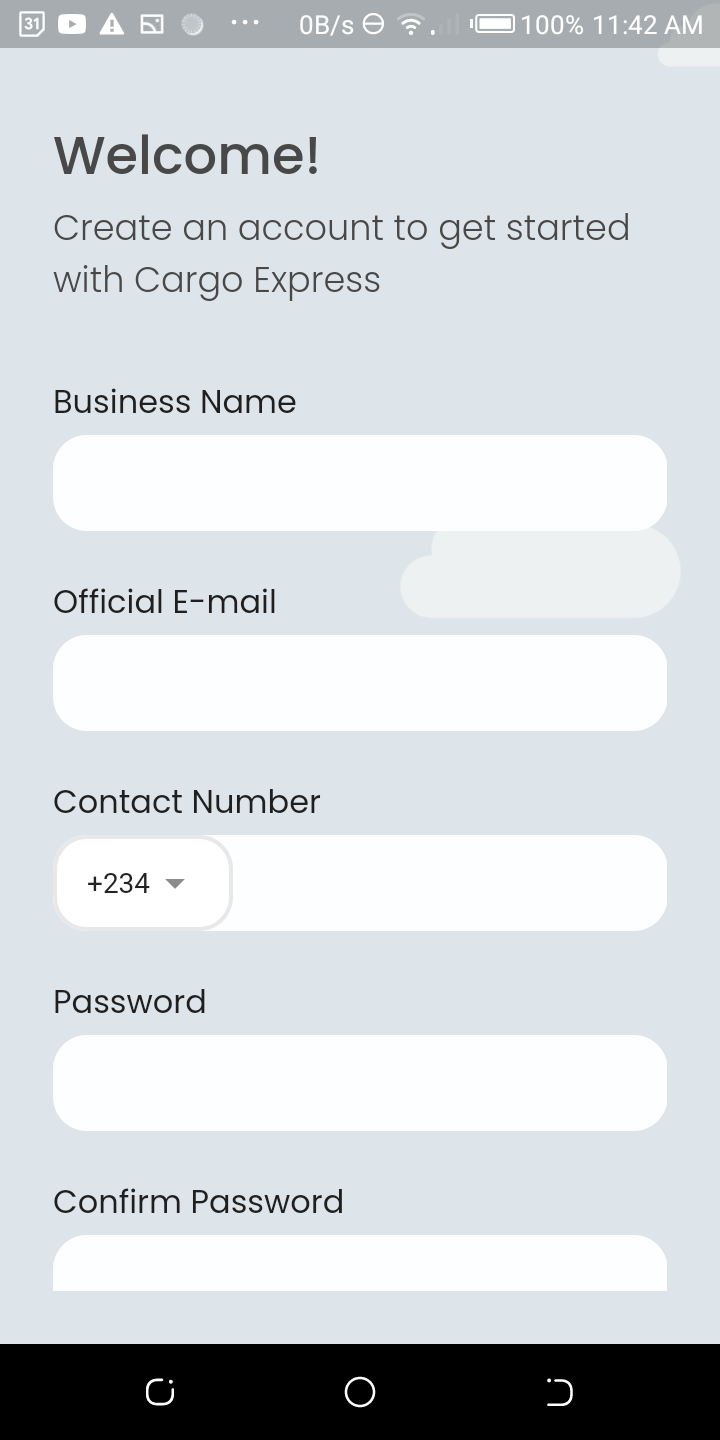 31 0B/s 100% 11:42 AM
Welcome!
Create an account to get started
with Cargo Express
Business Name
Official E-mail
Contact Number
+234
Password
Confirm Password